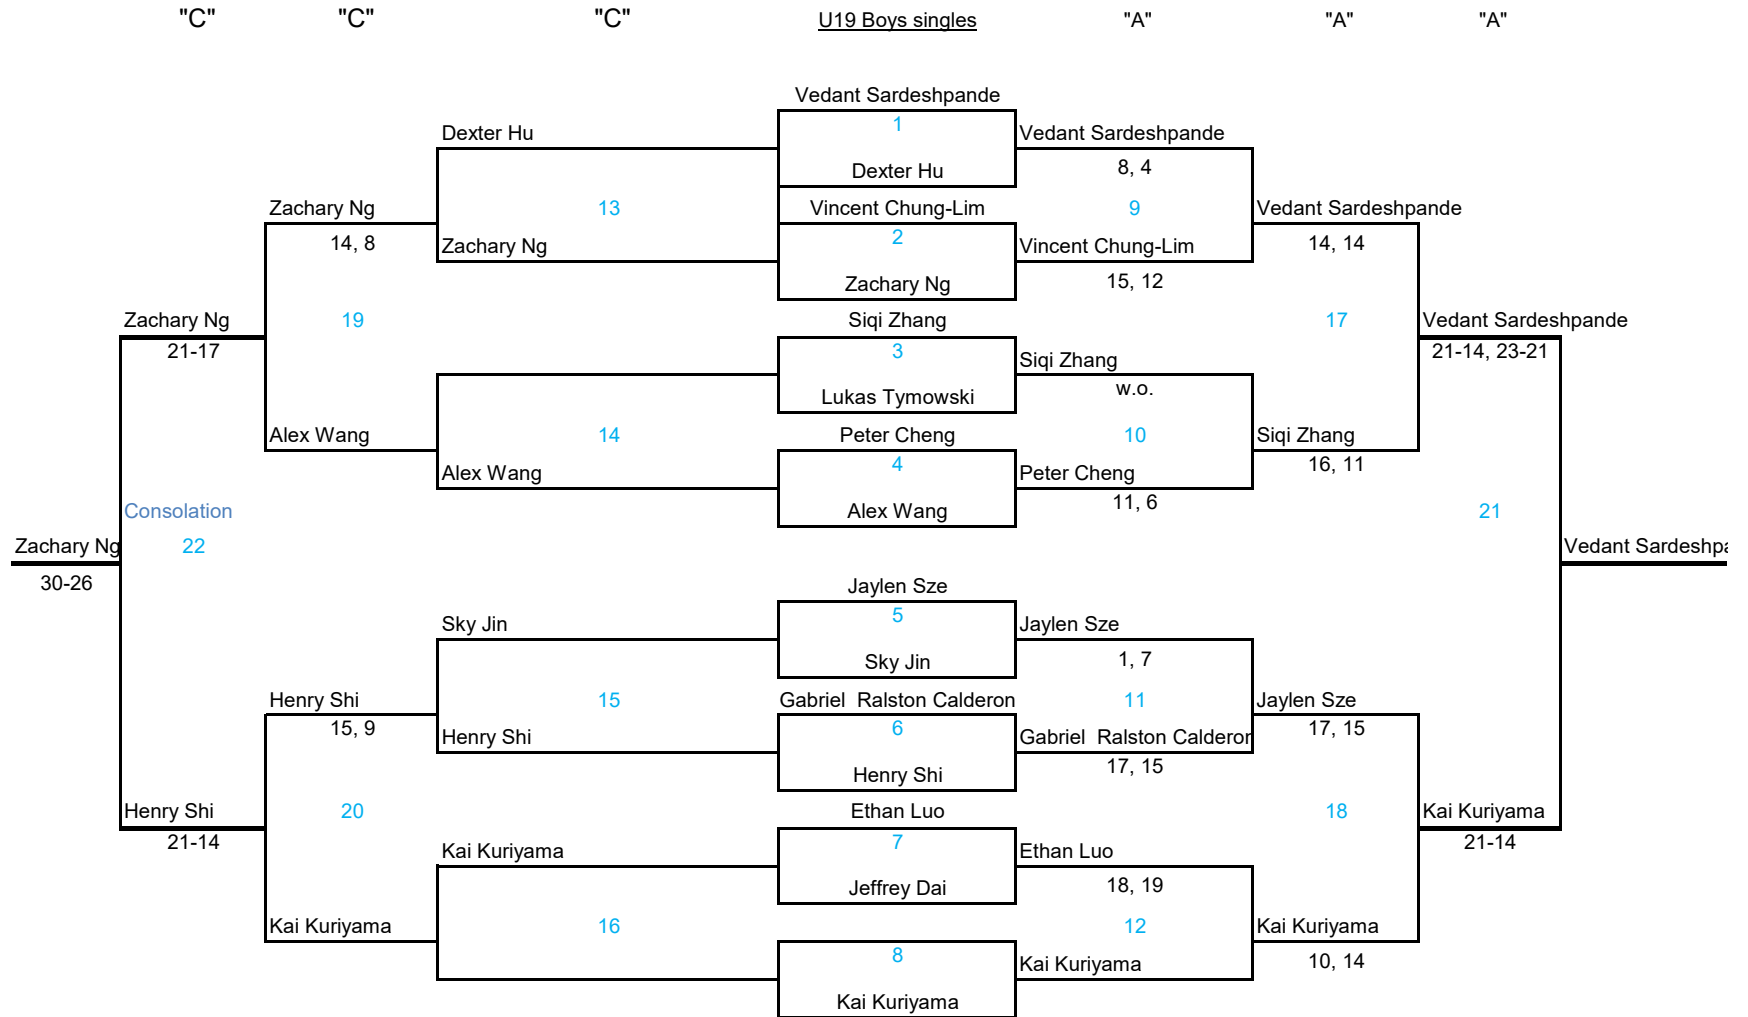 "C" "C" "C" U19 Boys singles "A" "A" "A"
Vedant Sardeshpande
Dexter Hu 1 Vedant Sardeshpande
Dexter Hu 8, 4
Zachary Ng 13 Vincent Chung-Lim 9 Vedant Sardeshpande
14, 8 Zachary Ng 2 Vincent Chung-Lim 14, 14
Zachary Ng 15, 12
Zachary Ng 19 Siqi Zhang 17 Vedant Sardeshpande
21-17 3 Siqi Zhang 21-14, 23-21
Lukas Tymowski w.o.
Alex Wang 14 Peter Cheng 10 Siqi Zhang
Alex Wang 4 Peter Cheng 16, 11
Consolation Alex Wang 11, 6 21
Zachary Ng 22 Vedant Sardeshpa
30-26 Jaylen Sze
Sky Jin 5 Jaylen Sze
Sky Jin 1, 7
Henry Shi 15 Gabriel  Ralston Calderon 11 Jaylen Sze
15, 9 Henry Shi 6 Gabriel  Ralston Calderon 17, 15
Henry Shi 17, 15
Henry Shi 20 Ethan Luo 18 Kai Kuriyama
21-14 Kai Kuriyama 7 Ethan Luo 21-14
Jeffrey Dai 18, 19
Kai Kuriyama 16 12 Kai Kuriyama
8 Kai Kuriyama 10, 14
Kai Kuriyama